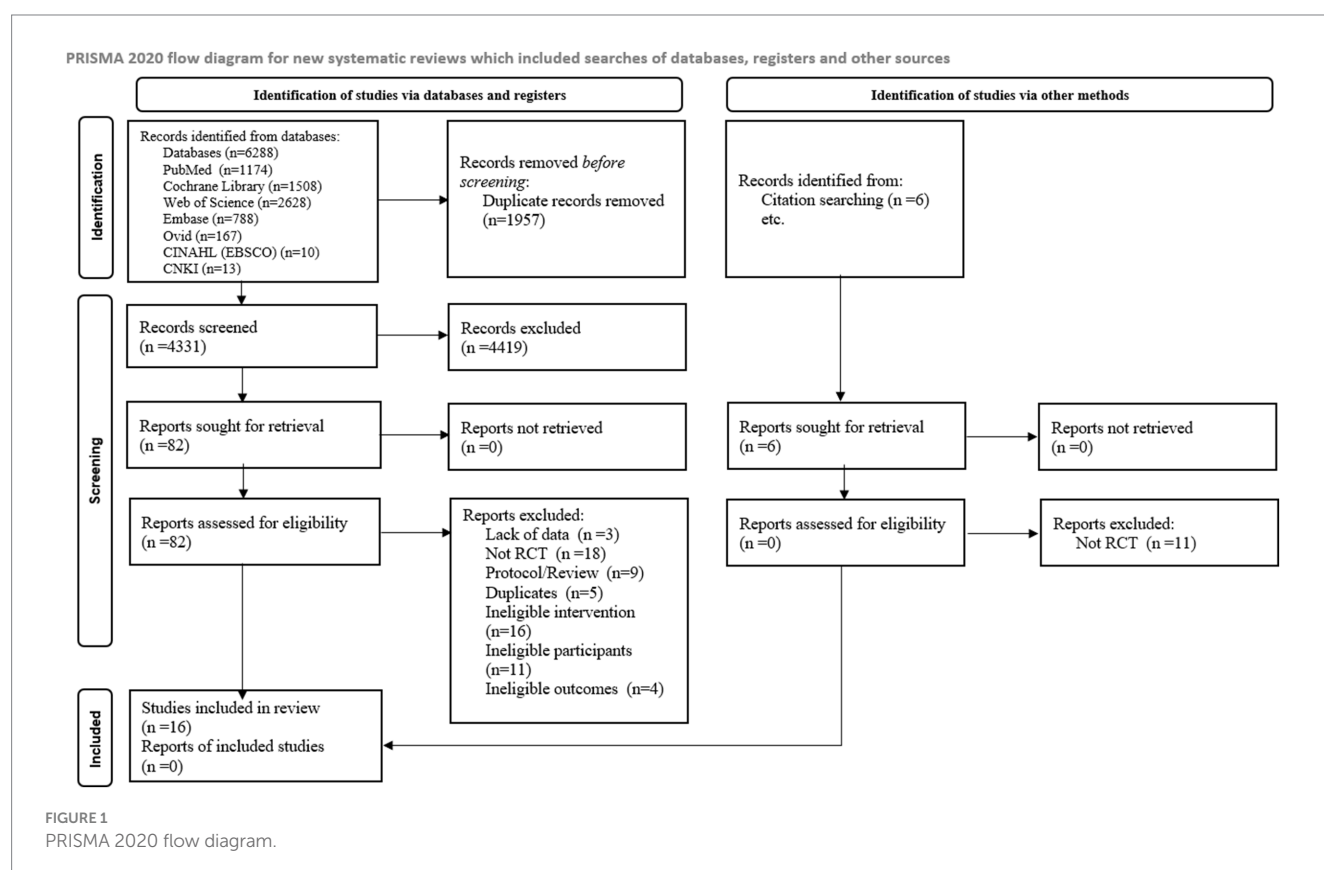 PRISMA 2020 flow diagram for new systematic reviews which included searches of databases, registers and other sources
Identification of studies via databases and registers
Identification of studies via other methods
Identification
Records identified from databases:
Databases (n=6288)
PubMed (n=1174)
Cochrane Library (n=1508)
Web of Science (n=2628)
Embase (n=788)
Ovid (n=167)
CINAHL (EBSCO) (n=10)
CNKI (n=13)
Records removed before
screening:
Duplicate records removed
(n=1957)
Records identified from:
Citation searching (n =6)
etc.
Screening
Records screened
(n =4331)
Records excluded
(n =4419)
Reports sought for retrieval
(n =82)
Reports not retrieved
(n =0)
Reports sought for retrieval
(n =6)
Reports not retrieved
(n =0)
Reports assessed for eligibility
(n =82)
Reports excluded:
Lack of data (n =3)
Not RCT (n =18)
Protocol/Review (n=9)
Duplicates (n=5)
Ineligible intervention
(n=16)
Ineligible participants
(n=11)
Ineligible outcomes (n=4)
Reports assessed for eligibility
(n =0)
Reports excluded:
Not RCT (n =11)
Included
Studies included in review
(n =16)
Reports of included studies
(n =0)
FIGURE 1
PRISMA 2020 flow diagram.